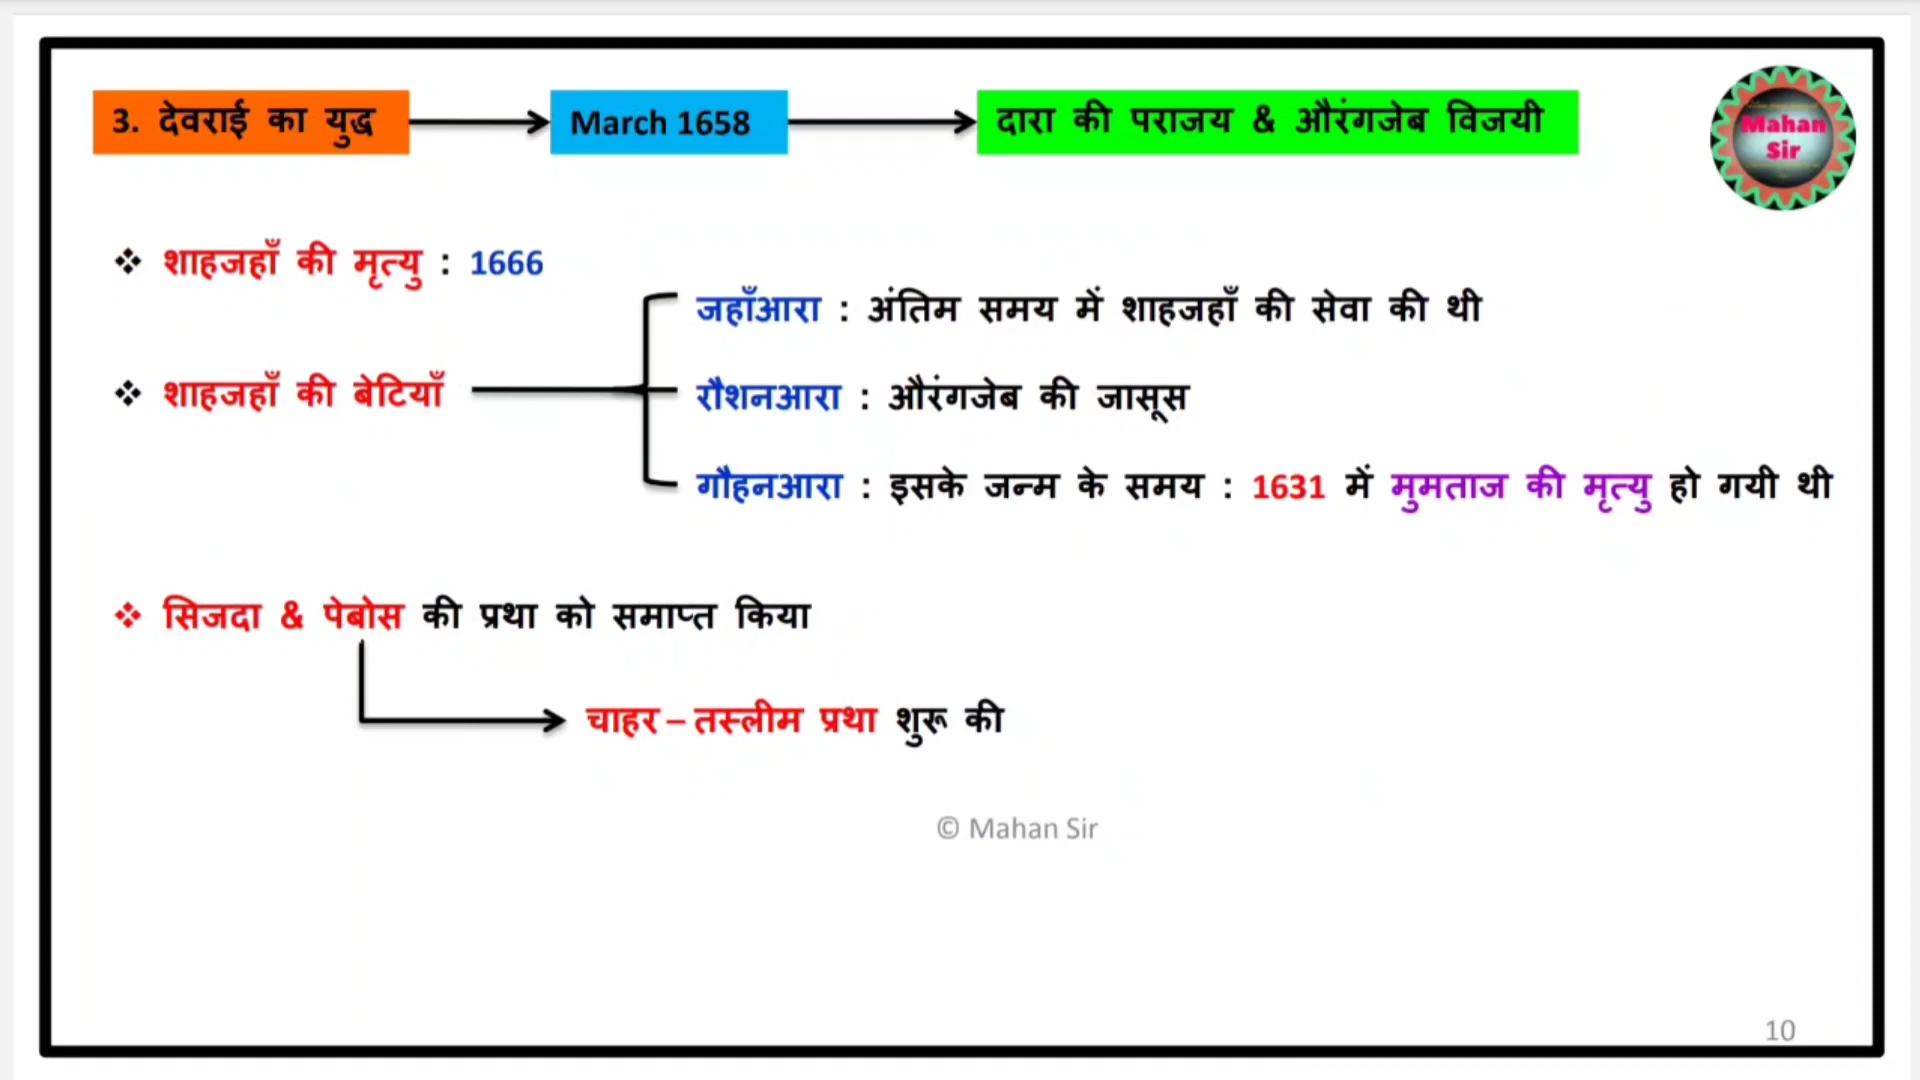 3. देवराई का युद्ध March 1658 दारा की पराजय & औरंगजेब विजयी
Mahan
Sir
❖ शाहजहाँ की मृत्यु : 1666
जहाँआरा : अंतिम समय में शाहजहाँ की सेवा की थी
❖ शाहजहाँ की बेटियाँ
रौशनआरा : औरंगजेब की जासूस
गौहनआरा : इसके जन्म के समय : 1631 में मुमताज की मृत्यु हो गयी थी
❖ सिजदा & पेबोस की प्रथा को समाप्त किया
चाहर – तस्लीम प्रथा शुरू की
© Mahan Sir
10